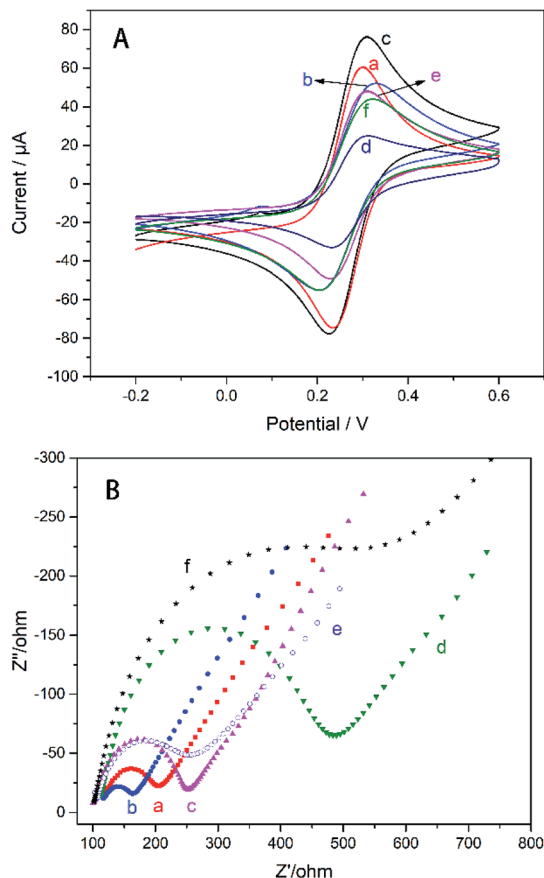 A
80
60
40
20
0
-20
-40
-60
-80
-100
Current / µA
c
a
b
e
f
d
-0.2 0.0 0.2 0.4 0.6
Potential / V
B
-300
-250
-200
-150
-100
-50
0
Z"/ohm
f
e
d
b a c
100 200 300 400 500 600 700 800
Z'/ohm